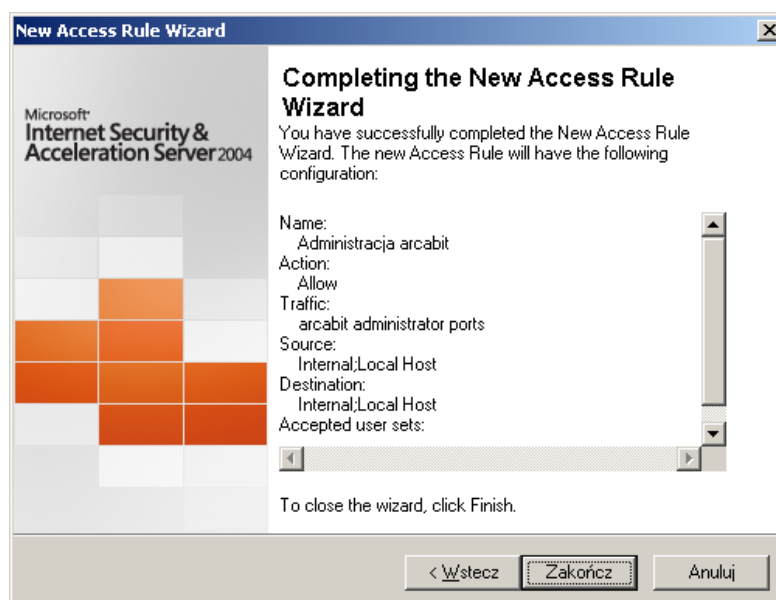 New Access Rule Wizard
Microsoft
Internet Security &
Acceleration Server 2004
Completing the New Access Rule
Wizard
You have successfully completed the New Access Rule
Wizard. The new Access Rule will have the following
configuration:
Name:
Administracja arcabit
Action:
Allow
Traffic:
arcabit administrator ports
Source:
Internal;Local Host
Destination:
Internal;Local Host
Accepted user sets:
To close the wizard, click Finish.
< Wstecz
Zakończ
Anuluj